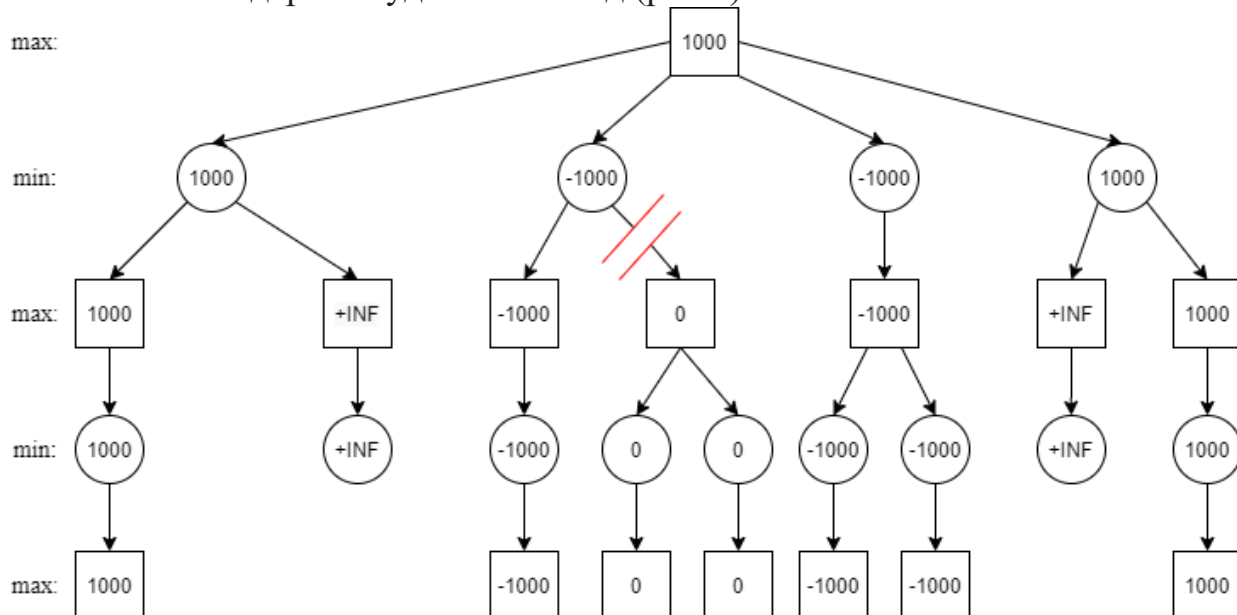 max: 1000
min: 1000 -1000 -1000 1000
max: 1000 +INF -1000 0 -1000 +INF 1000
min: 1000 +INF -1000 0 0 -1000 -1000 +INF 1000
max: 1000 -1000 0 0 -1000 -1000 1000